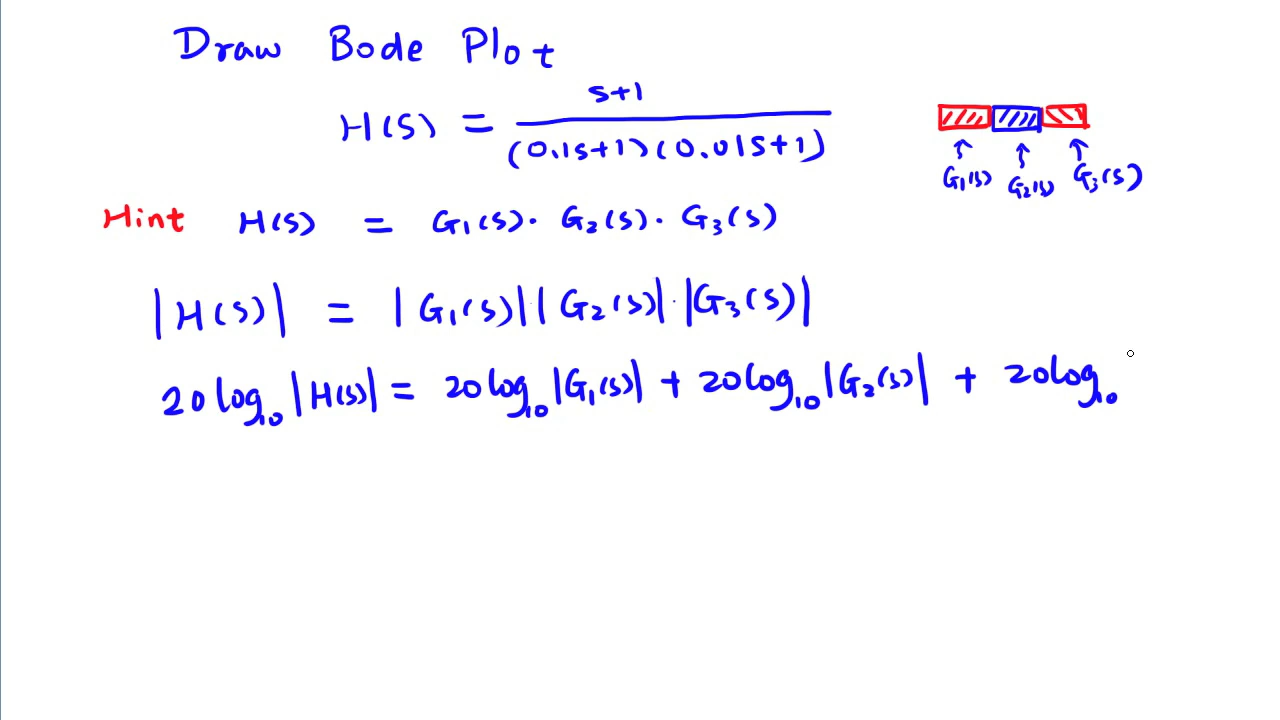 Draw Bode Plot
H(s) = s+1
(0.1s+1)(0.01s+1)
G1(s) G2(s) G3(s)
Hint H(s) = G1(s). G2(s). G3(s)
|H(s)| = |G1(s)||G2(s)|.|G3(s)|
20log10|H(s)| = 20log10|G1(s)| + 20log10|G2(s)| + 20log10